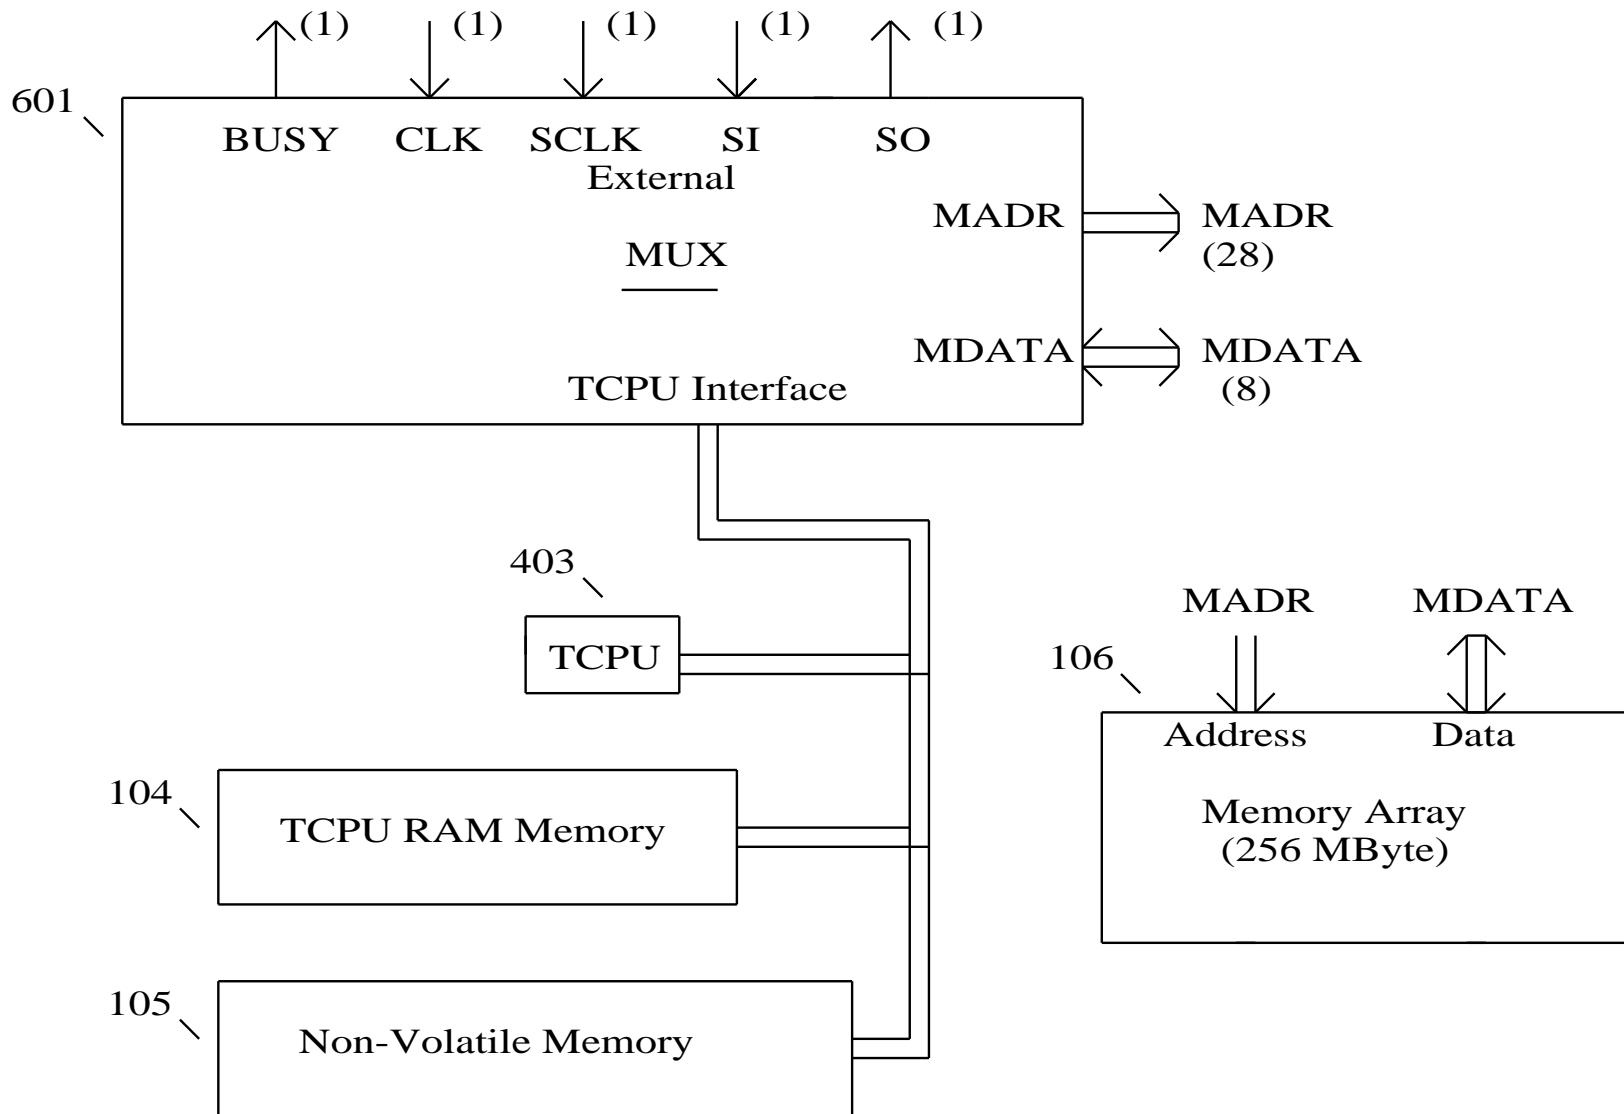 (1) (1) (1) (1) (1)
601
BUSY CLK SCLK SI SO
External
MADR MADR
MUX (28)
MDATA MDATA
TCPU Interface (8)
403
MADR MDATA
TCPU 106
Address Data
104
Memory Array
TCPU RAM Memory (256 MByte)
105
Non-Volatile Memory